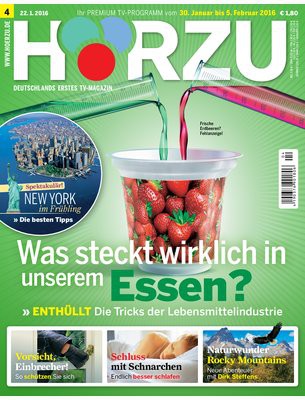 4
22. 1. 2016
Ihr PREMIUM TV-PROGRAMM vom 30. Januar bis 5. Februar 2016
€ 1,80
WWW.HOERZU.DE
HÖRZU
DEUTSCHLANDS ERSTES TV-MAGAZIN
Frische
Erdbeeren?
Fehlanzeige!
Spektakulär!
NEW YORK
im Frühling
» Die besten Tipps
Was steckt wirklich in
unserem Essen?
» ENTHÜLLT Die Tricks der Lebensmittelindustrie
Vorsicht,
Einbrecher!
So schützen Sie sich
Schluss
mit Schnarchen
Endlich besser schlafen
Naturwunder
Rocky Mountains
Neue Abenteuer
mit Dirk Steffens